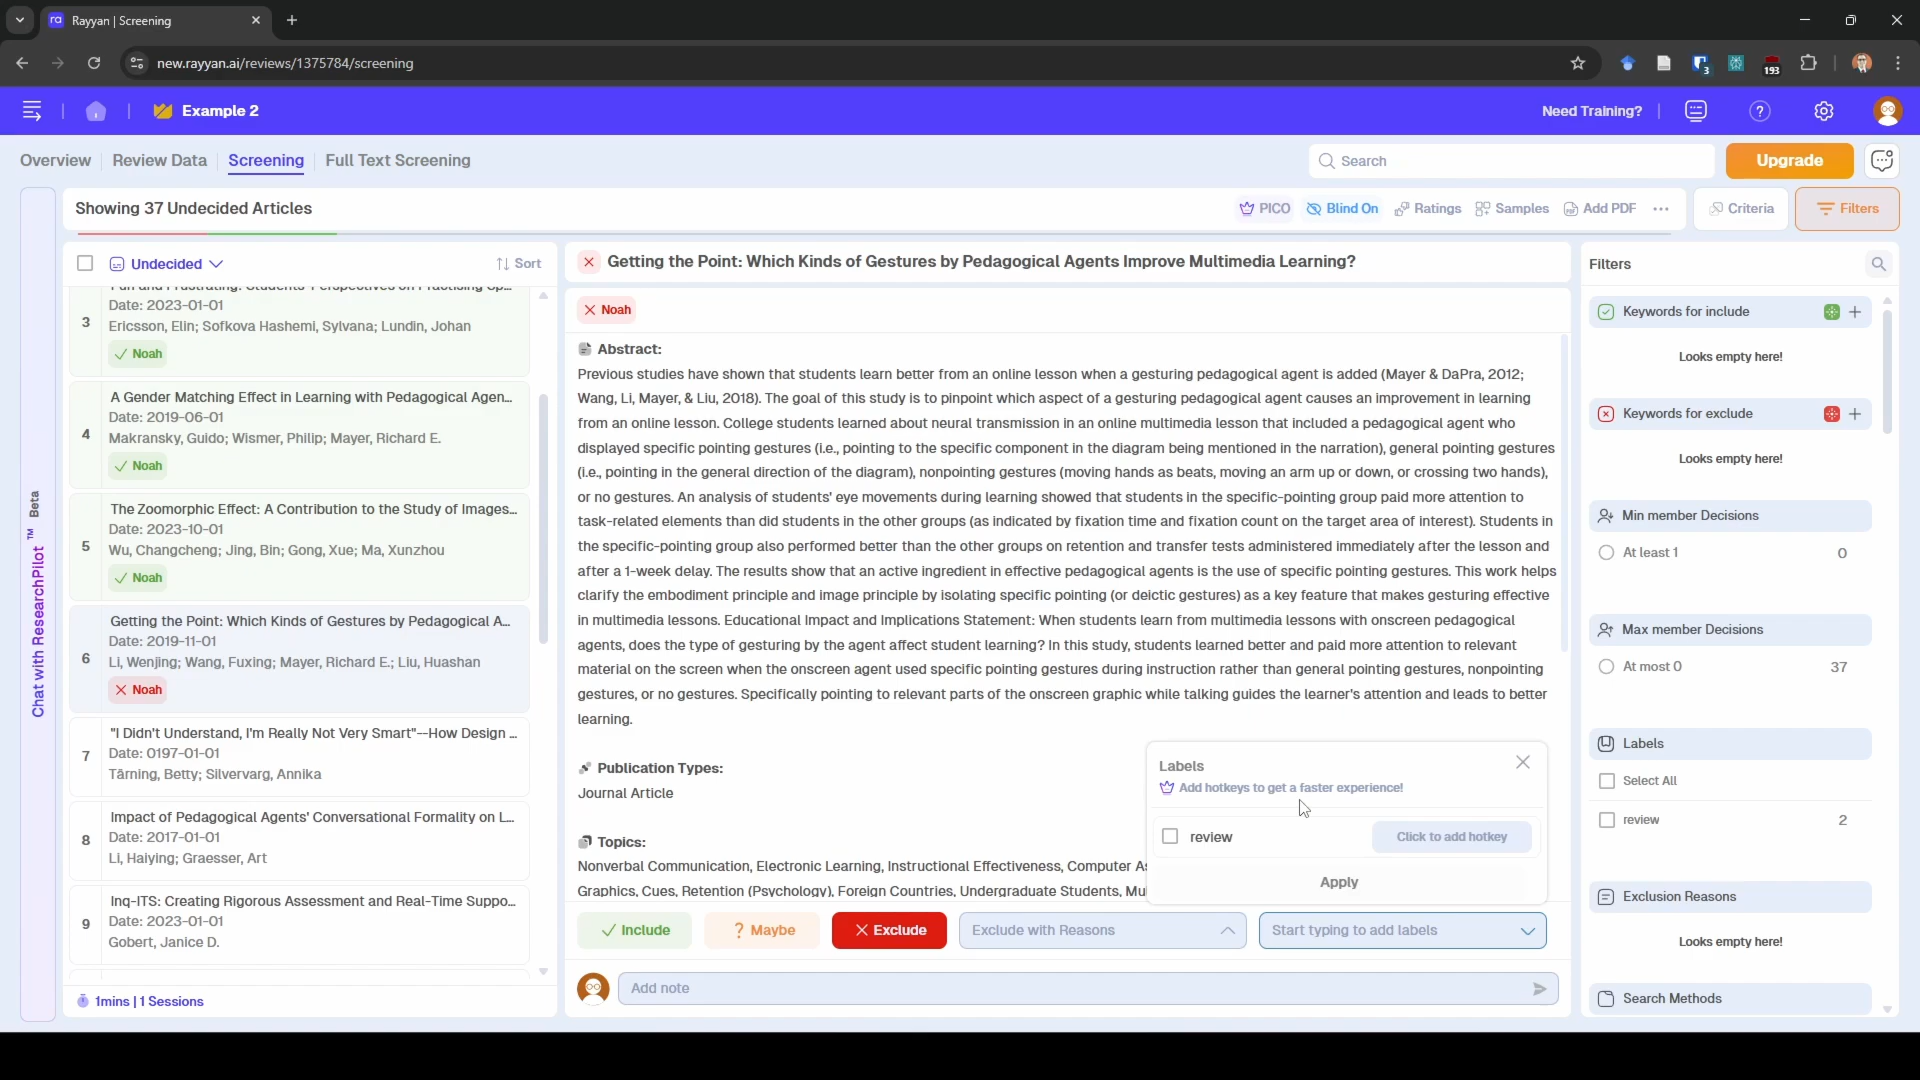 Rayyan | Screening
new.rayyan.ai/reviews/1375784/screening
3
193
Example 2
Need Training?
Overview
Review Data
Screening
Full Text Screening
Search
Upgrade
Showing 37 Undecided Articles
PICO
Blind On
Ratings
Samples
Add PDF
Criteria
Filters
Chat with ResearchPilot ™ Beta
Undecided
Sort
3
Date: 2023-01-01
Ericsson, Elin; Sofkova Hashemi, Sylvana; Lundin, Johan
Noah
4
A Gender Matching Effect in Learning with Pedagogical Agen...
Date: 2019-06-01
Makransky, Guido; Wismer, Philip; Mayer, Richard E.
Noah
5
The Zoomorphic Effect: A Contribution to the Study of Images...
Date: 2023-10-01
Wu, Changcheng; Jing, Bin; Gong, Xue; Ma, Xunzhou
Noah
6
Getting the Point: Which Kinds of Gestures by Pedagogical A...
Date: 2019-11-01
Li, Wenjing; Wang, Fuxing; Mayer, Richard E.; Liu, Huashan
Noah
7
"I Didn't Understand, I'm Really Not Very Smart"--How Design ...
Date: 0197-01-01
Tärning, Betty; Silvervarg, Annika
8
Impact of Pedagogical Agents' Conversational Formality on L...
Date: 2017-01-01
Li, Haiying; Graesser, Art
9
Inq-ITS: Creating Rigorous Assessment and Real-Time Suppo...
Date: 2023-01-01
Gobert, Janice D.
1mins | 1 Sessions
Getting the Point: Which Kinds of Gestures by Pedagogical Agents Improve Multimedia Learning?
Noah
Abstract:
Previous studies have shown that students learn better from an online lesson when a gesturing pedagogical agent is added (Mayer & DaPra, 2012;
Wang, Li, Mayer, & Liu, 2018). The goal of this study is to pinpoint which aspect of a gesturing pedagogical agent causes an improvement in learning
from an online lesson. College students learned about neural transmission in an online multimedia lesson that included a pedagogical agent who
displayed specific pointing gestures (i.e., pointing to the specific component in the diagram being mentioned in the narration), general pointing gestures
(i.e., pointing in the general direction of the diagram), nonpointing gestures (moving hands as beats, moving an arm up or down, or crossing two hands),
or no gestures. An analysis of students' eye movements during learning showed that students in the specific-pointing group paid more attention to
task-related elements than did students in the other groups (as indicated by fixation time and fixation count on the target area of interest). Students in
the specific-pointing group also performed better than the other groups on retention and transfer tests administered immediately after the lesson and
after a 1-week delay. The results show that an active ingredient in effective pedagogical agents is the use of specific pointing gestures. This work helps
clarify the embodiment principle and image principle by isolating specific pointing (or deictic gestures) as a key feature that makes gesturing effective
in multimedia lessons. Educational Impact and Implications Statement: When students learn from multimedia lessons with onscreen pedagogical
agents, does the type of gesturing by the agent affect student learning? In this study, students learned better and paid more attention to relevant
material on the screen when the onscreen agent used specific pointing gestures during instruction rather than general pointing gestures, nonpointing
gestures, or no gestures. Specifically pointing to relevant parts of the onscreen graphic while talking guides the learner's attention and leads to better
learning.
Publication Types:
Journal Article
Topics:
Nonverbal Communication, Electronic Learning, Instructional Effectiveness, Computer
Graphics, Cues, Retention (Psychology), Foreign Countries, Undergraduate Students,
Labels
Add hotkeys to get a faster experience!
review
Click to add hotkey
Apply
Include
? Maybe
Exclude
Exclude with Reasons
Start typing to add labels
Add note
Filters
Keywords for include
Looks empty here!
Keywords for exclude
Looks empty here!
Min member Decisions
At least 1
0
Max member Decisions
At most 0
37
Labels
Select All
review
2
Exclusion Reasons
Looks empty here!
Search Methods